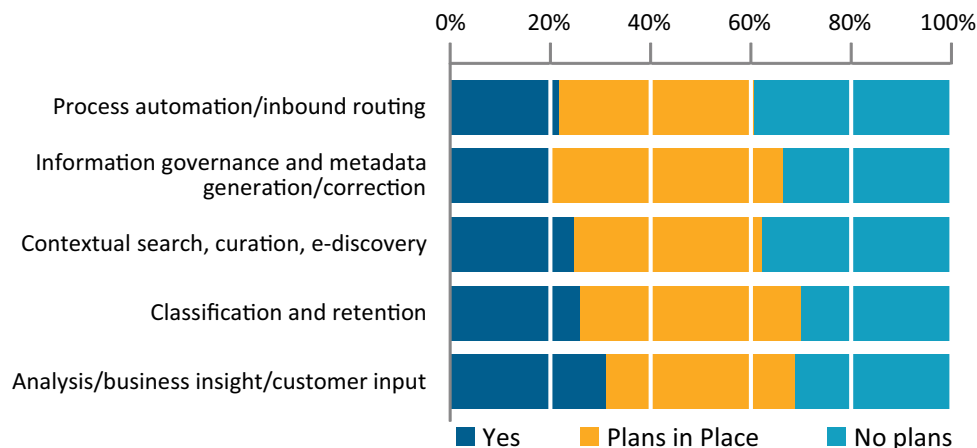 0% 20% 40% 60% 80% 100%
Process automation/inbound routing
Information governance and metadata
generation/correction
Contextual search, curation, e-discovery
Classification and retention
Analysis/business insight/customer input
Yes Plans in Place No plans